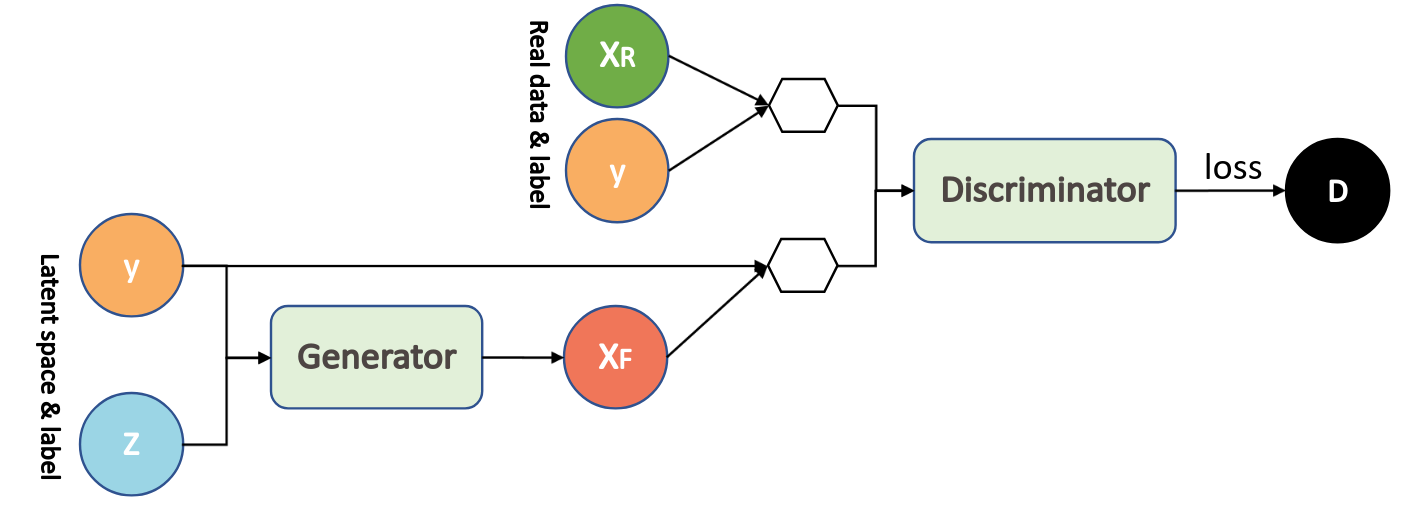 Real data & label
XR
y
Discriminator
loss
D
Latent space & label
y
Generator
XF
Z